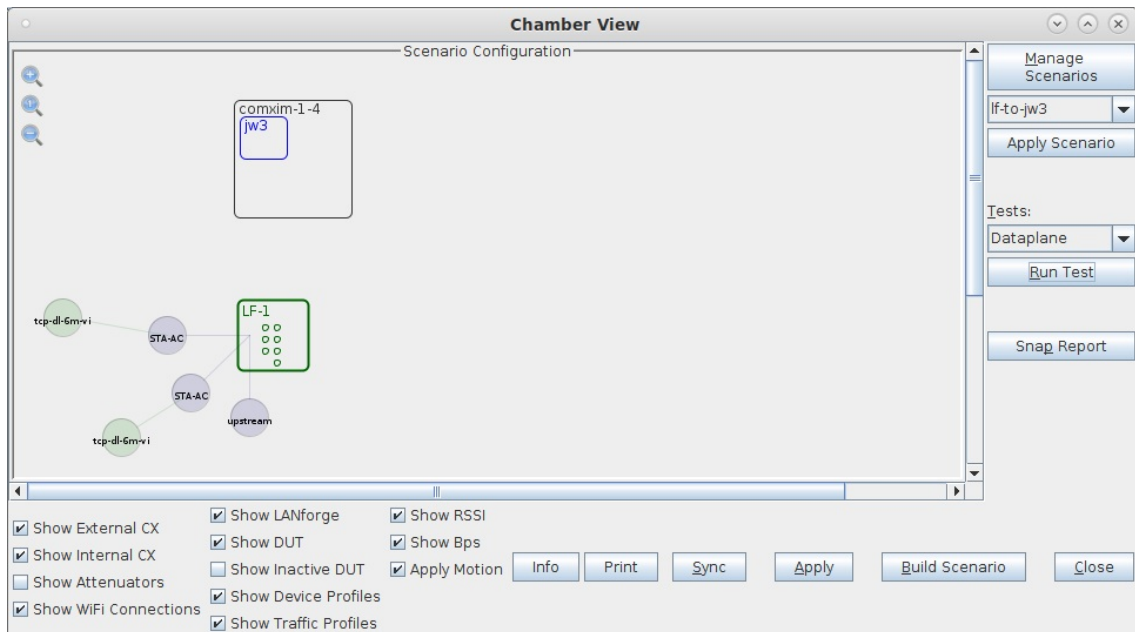 Chamber View
Scenario Configuration
comxim-1-4
jw3
LF-1
tcp-dl-6m-vi
STA-AC
STA-AC
upstream
tcp-dl-6m-vi
Manage
Scenarios
lf-to-jw3
Apply Scenario
Tests:
Dataplane
Run Test
Snap Report
Show External CX
Show Internal CX
Show Attenuators
Show WiFi Connections
Show LANforge
Show DUT
Show Inactive DUT
Show Device Profiles
Show Traffic Profiles
Show RSSI
Show Bps
Apply Motion
Info
Print
Sync
Apply
Build Scenario
Close